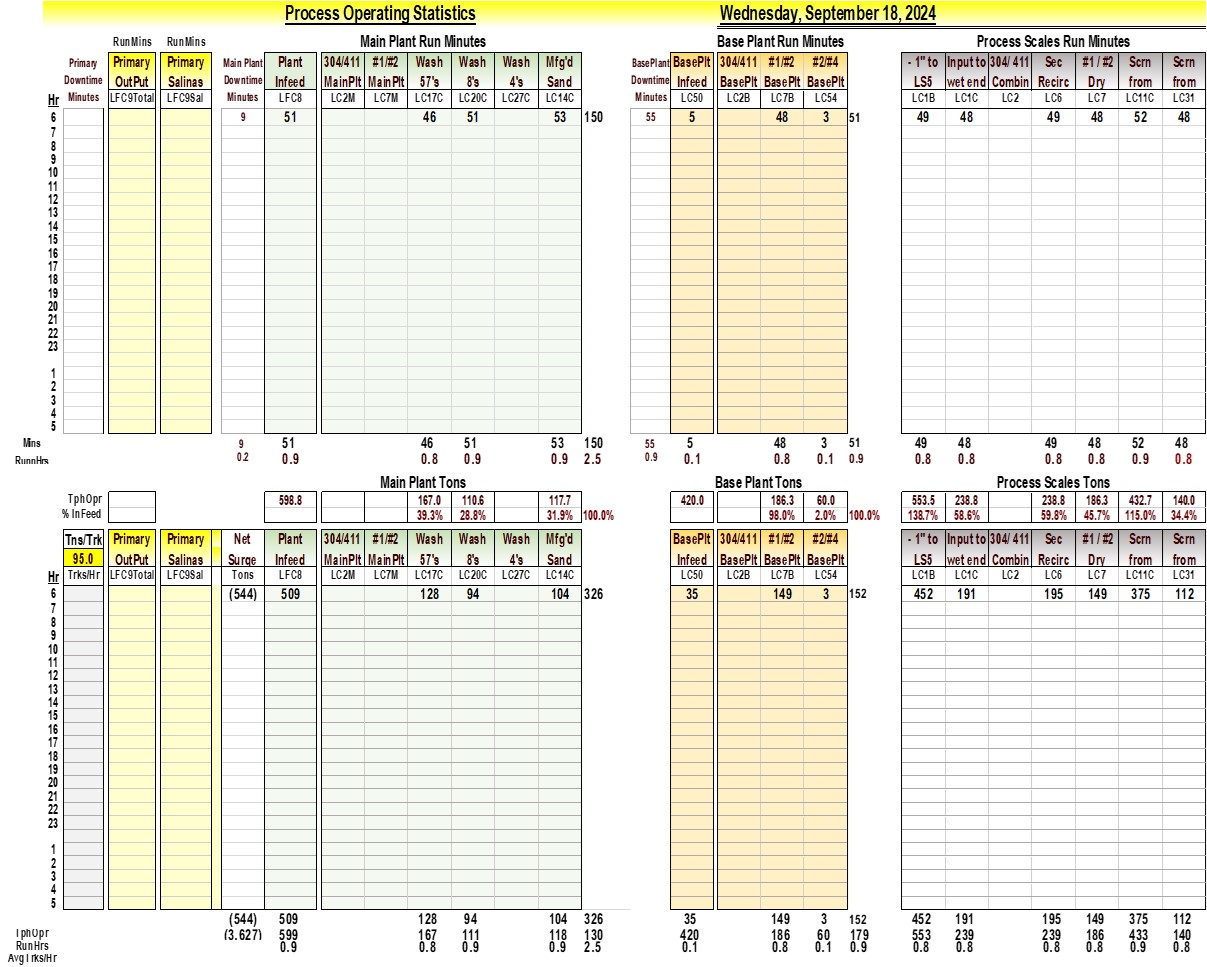 Process Operating Statistics Wednesday, September 18, 2024
RunMins RunMins Main Plant Run Minutes Base Plant Run Minutes Process Scales Run Minutes
Primary Primary Primary Main Plant Plant 304/411 #1/#2 Wash Wash Wash Mfg'd BasePlant BasePlt 304/411 #1/#2 #2/#4 - 1" to Input to 304/ 411 Sec #1 / #2 Scrn Scrn
Downtime OutPut Salinas Downtime Infeed MainPlt MainPlt 57's 8's 4's Sand Downtime Infeed BasePlt BasePlt BasePlt LS5 wet end Combin Recirc Dry from from
Hr Minutes LFC9Total LFC9Sal Minutes LFC8 LC2M LC7M LC17C LC20C LC27C LC14C Minutes LC50 LC2B LC7B LC54 LC1B LC1C LC2 LC6 LC7 LC11C LC31
6 9 51 46 51 53 150 55 5 48 3 51 49 48 49 48 52 48
7
8
9
10
11
12
13
14
15
16
17
18
19
20
21
22
23
1
2
3
4
5
Mins 9 51 46 51 53 150 55 5 48 3 51 49 48 49 48 52 48
RunnHrs 0.2 0.9 0.8 0.9 0.9 2.5 0.9 0.1 0.8 0.1 0.9 0.8 0.8 0.8 0.8 0.9 0.8
Main Plant Tons Base Plant Tons Process Scales Tons
TphOpr 598.8 167.0 110.6 117.7 420.0 186.3 60.0 553.5 238.8 238.8 186.3 432.7 140.0
% InFeed 39.3% 28.8% 31.9% 100.0% 98.0% 2.0% 100.0% 138.7% 58.6% 59.8% 45.7% 115.0% 34.4%
Tns/Trk Primary Primary Net Plant 304/411 #1/#2 Wash Wash Wash Mfg'd BasePlt 304/411 #1/#2 #2/#4 - 1" to Input to 304/ 411 Sec #1 / #2 Scrn Scrn
95.0 OutPut Salinas Surge Infeed MainPlt MainPlt 57's 8's 4's Sand Infeed BasePlt BasePlt BasePlt LS5 wet end Combin Recirc Dry from from
Hr Trks/Hr LFC9Total LFC9Sal Tons LFC8 LC2M LC7M LC17C LC20C LC27C LC14C LC50 LC2B LC7B LC54 LC1B LC1C LC2 LC6 LC7 LC11C LC31
6 (544) 509 128 94 104 326 35 149 3 152 452 191 195 149 375 112
7
8
9
10
11
12
13
14
15
16
17
18
19
20
21
22
23
1
2
3
4
5
(544) 509 128 94 104 326 35 149 3 152 452 191 195 149 375 112
TphOpr (3,627) 599 167 111 118 130 420 186 60 179 553 239 239 186 433 140
RunHrs 0.9 0.8 0.9 0.9 2.5 0.1 0.8 0.1 0.9 0.8 0.8 0.8 0.8 0.9 0.8
AvgTrks/Hr